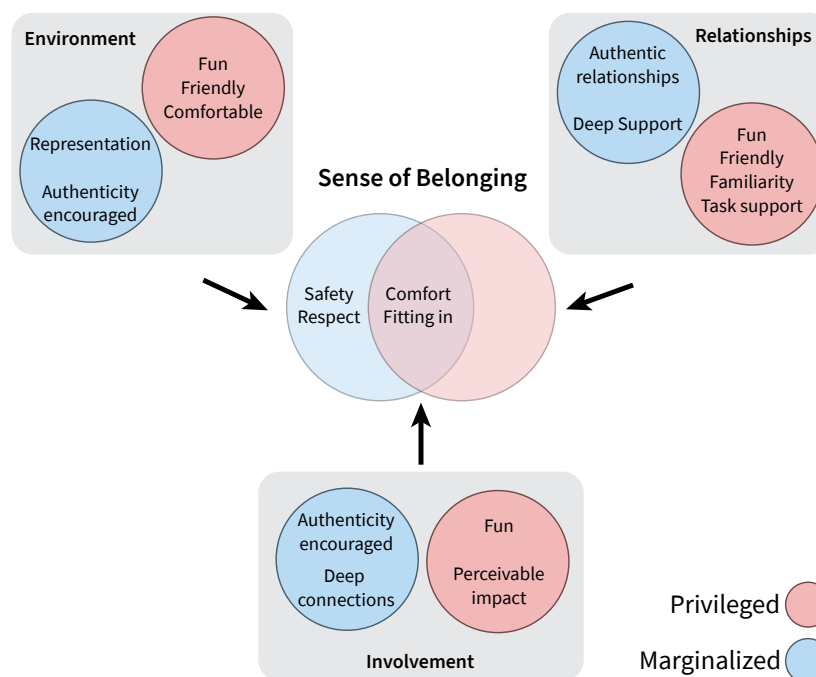 Environment
Fun
Friendly
Comfortable
Representation
Authenticity
encouraged
Relationships
Authentic
relationships
Deep Support
Fun
Friendly
Familiarity
Task support
Sense of Belonging
Safety
Respect
Comfort
Fitting in
Authenticity
encouraged
Deep
connections
Fun
Perceivable
impact
Involvement
Privileged
Marginalized